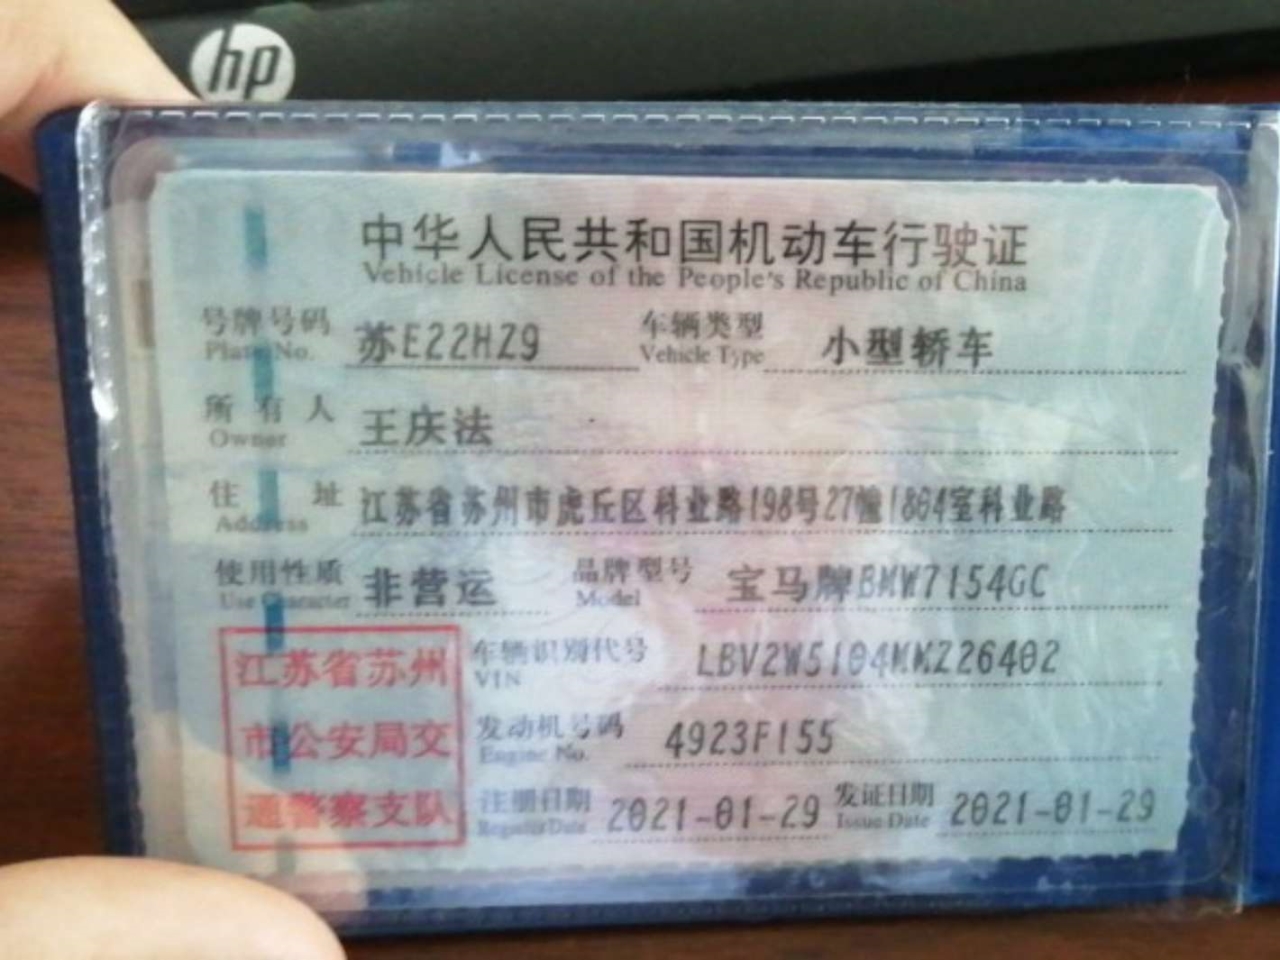 hp
中华人民共和国机动车行驶证
Vehicle License of the People's Republic of China
号牌号码 苏E22HZ9 车辆类型 小型轿车
Plate No. Vehicle Type
所有人 王庆法
Owner
住址 江苏省苏州市虎丘区科业路198号27幢1864室科业路
Address
使用性质 非营运 品牌型号 宝马牌BMW7154GC
Use Character Model
江苏省苏州
市公安局交
通警察支队
车辆识别代号 LBV2W5104MMZ26402
VIN
发动机号码 4923F155
Engine No.
注册日期 2021-01-29 发证日期 2021-01-29
Register Date Issue Date